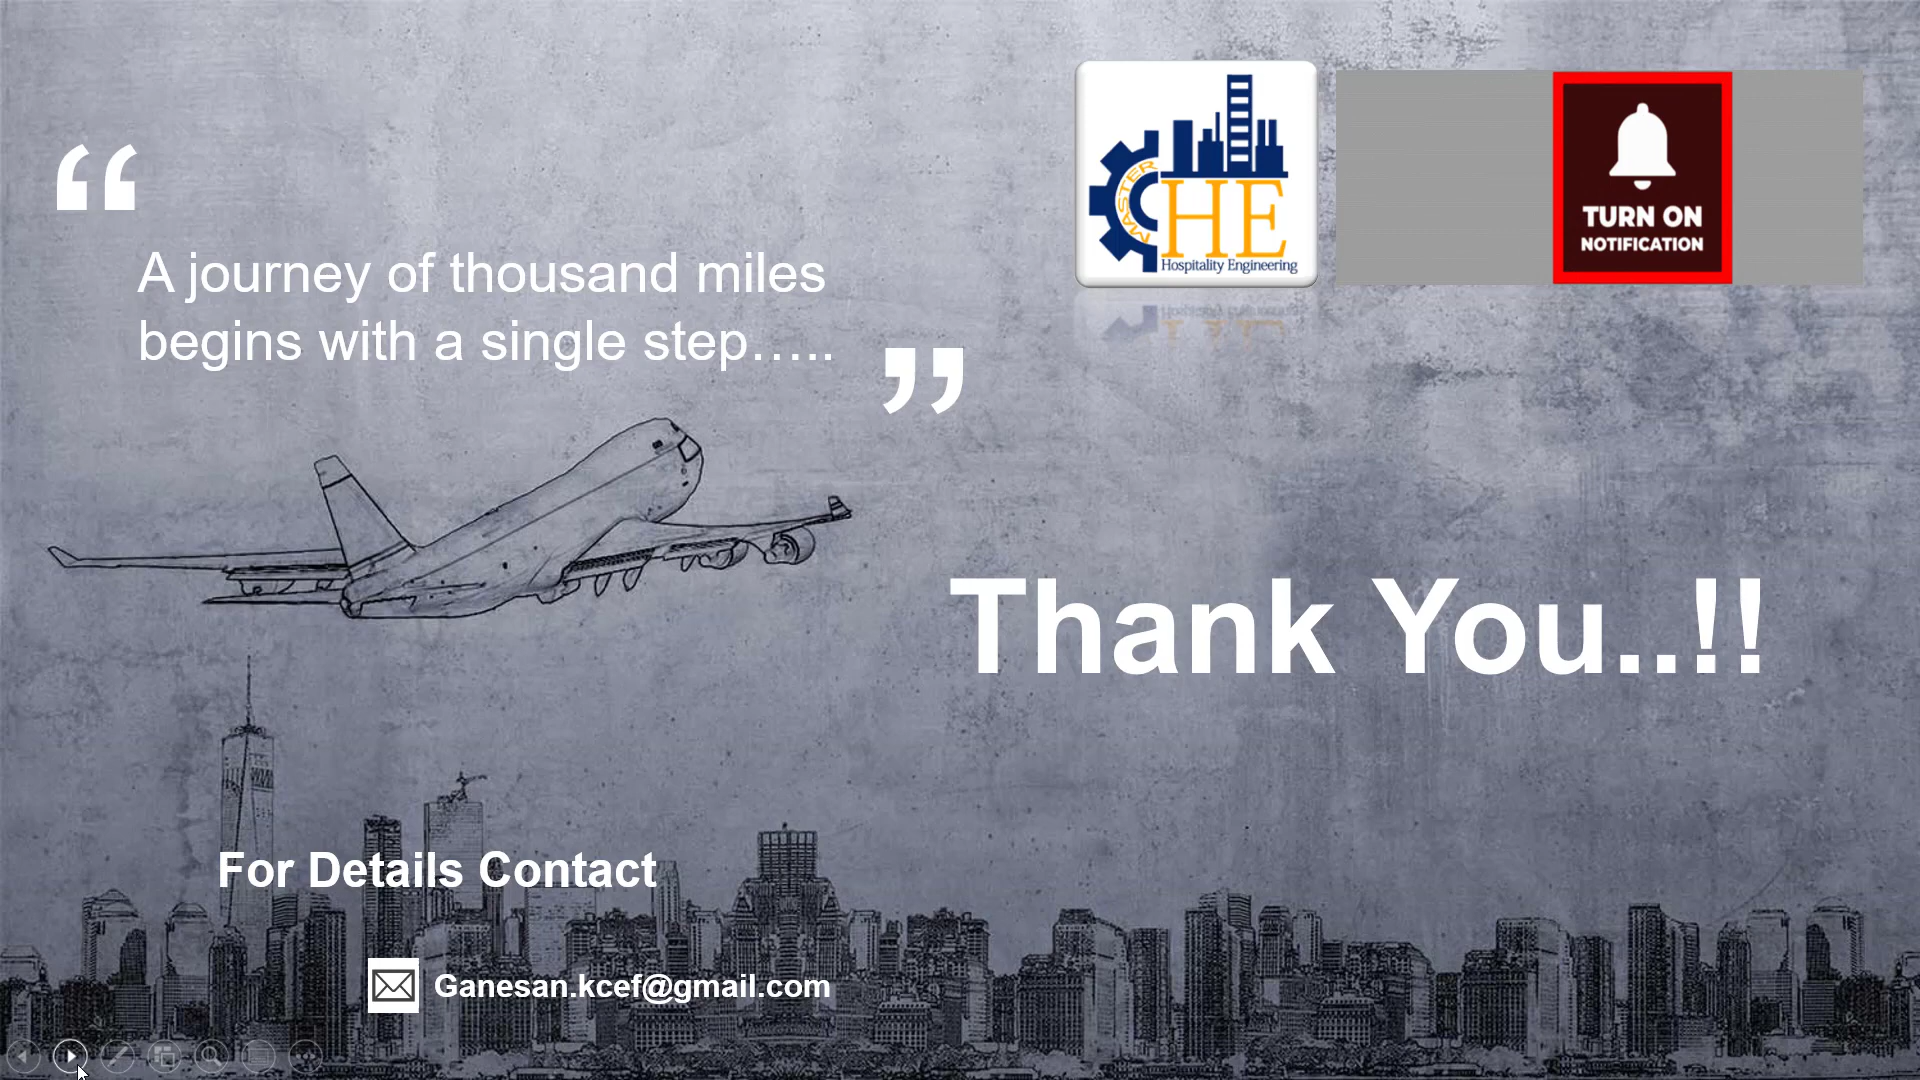 “
A journey of thousand miles
begins with a single step…..
”
MASTER
HE
Hospitality Engineering
TURN ON
NOTIFICATION
Thank You..!!
For Details Contact
Ganesan.kcef@gmail.com